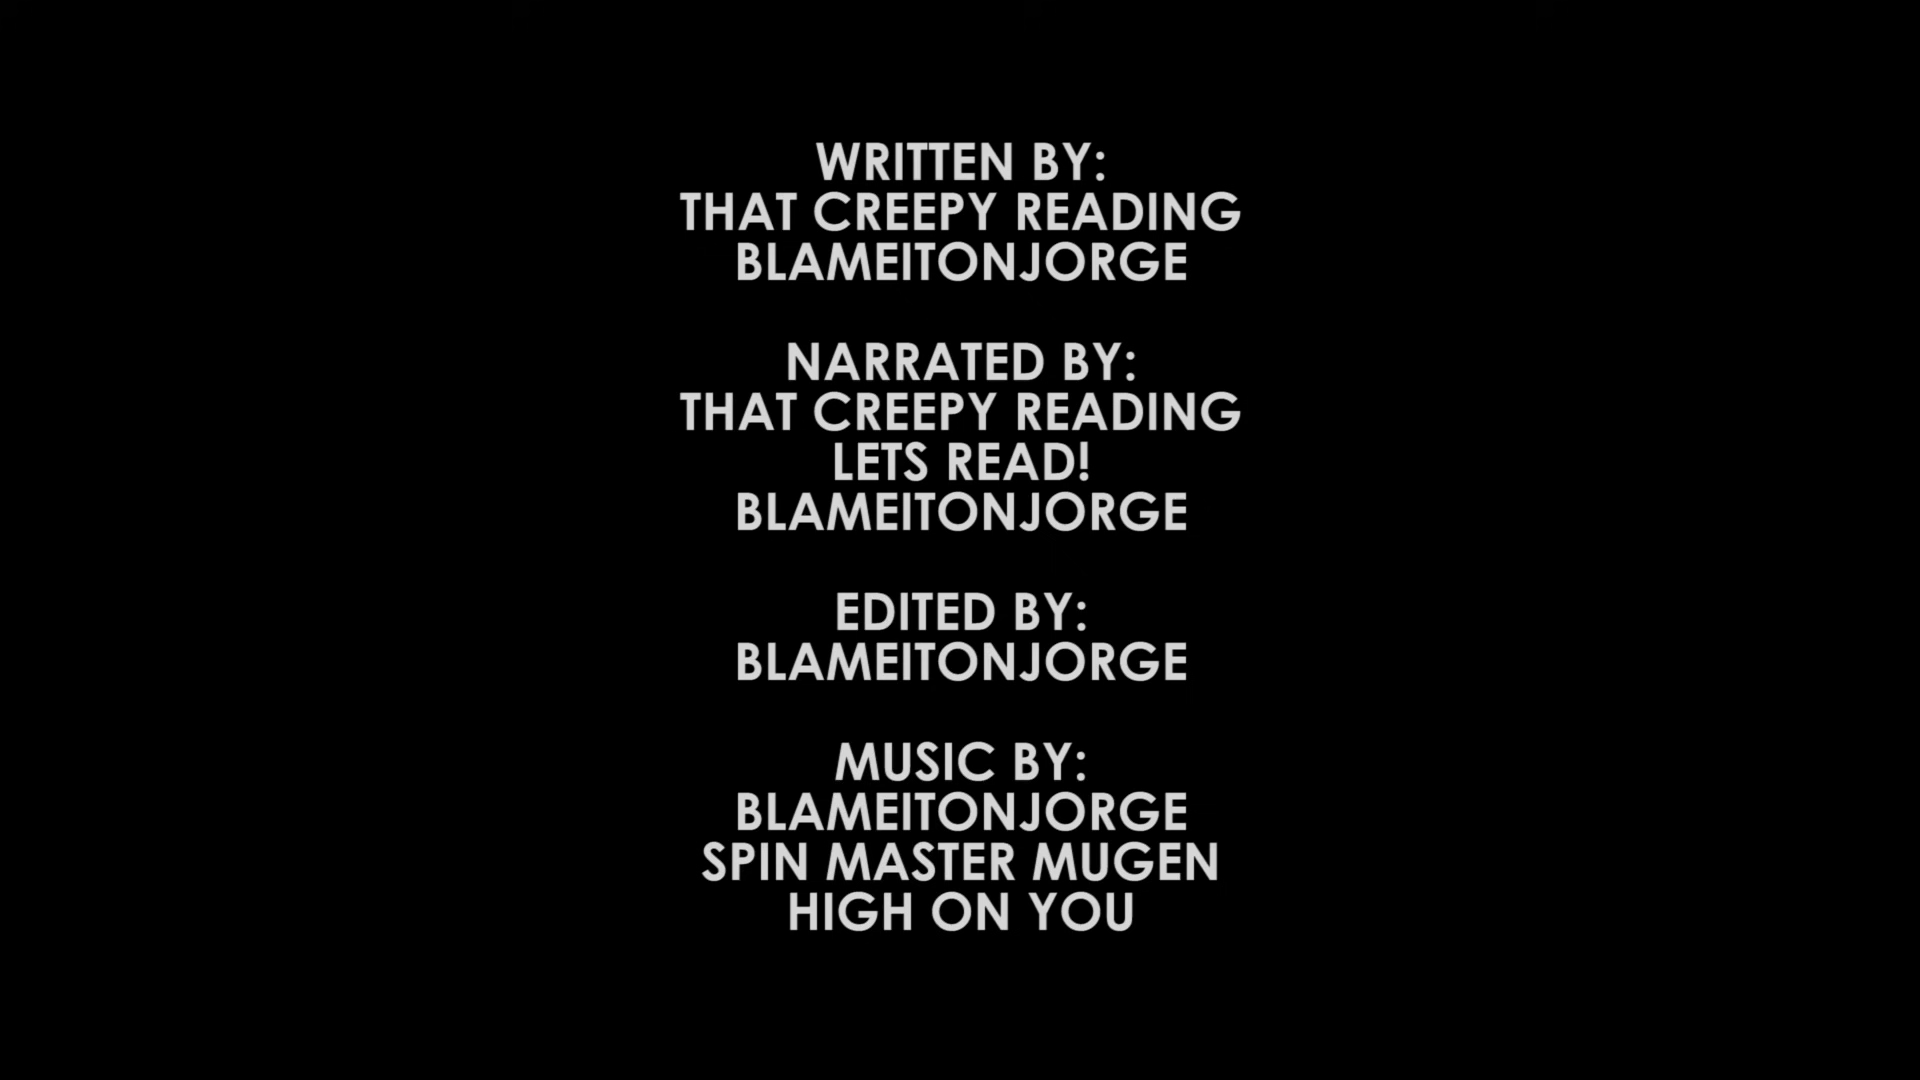 WRITTEN BY:
THAT CREEPY READING
BLAMEITONJORGE
NARRATED BY:
THAT CREEPY READING
LETS READ!
BLAMEITONJORGE
EDITED BY:
BLAMEITONJORGE
MUSIC BY:
BLAMEITONJORGE
SPIN MASTER MUGEN
HIGH ON YOU